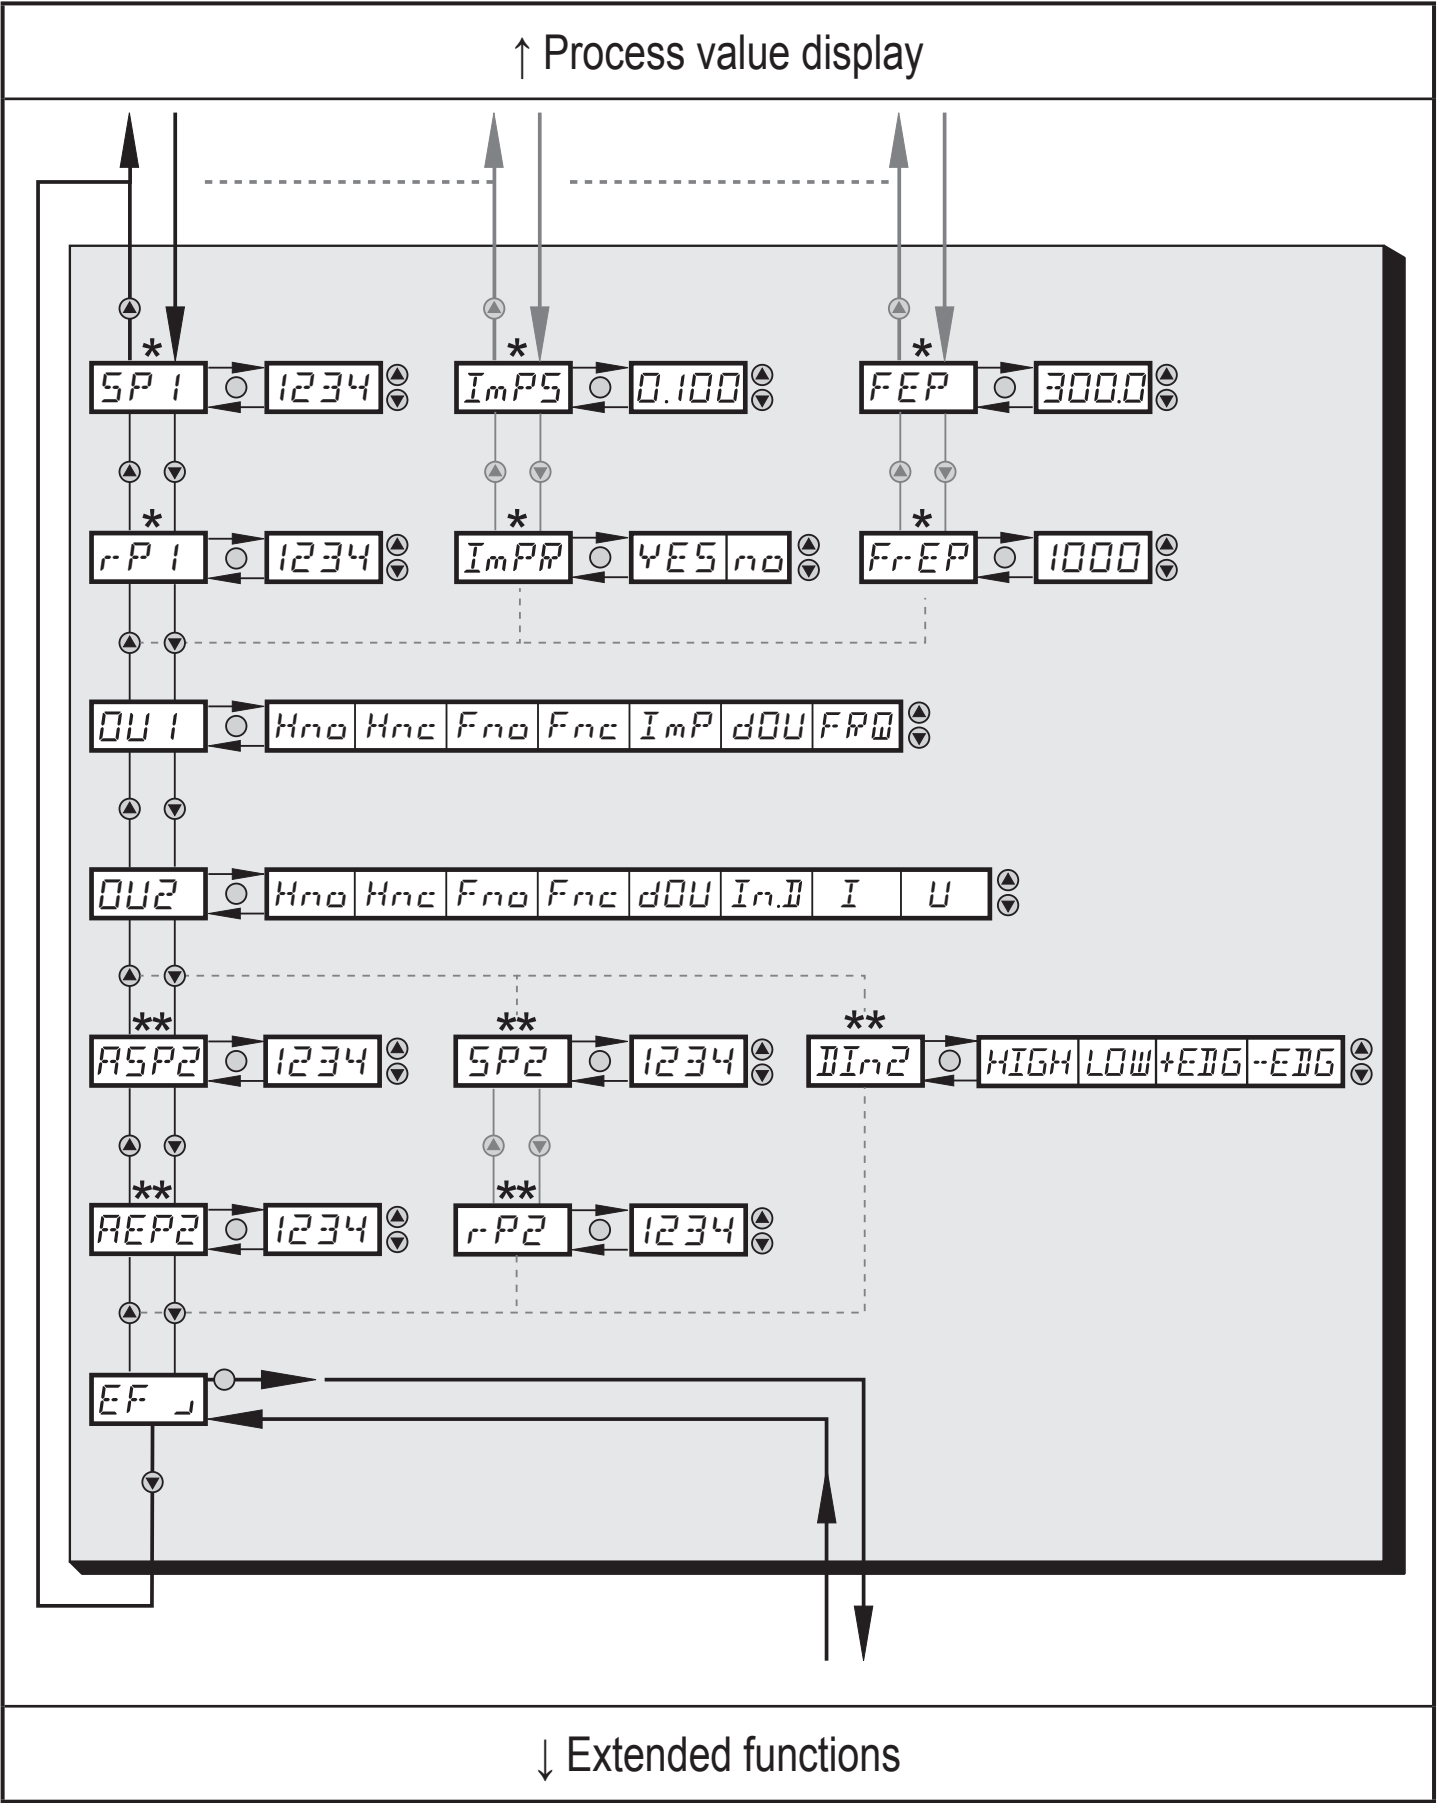 ↑ Process value display
* * *
SP1 1234 ImPS 0.100 FEP 300.0
* * *
rP1 1234 ImPR YES no FrEP 1000
OU1 Hno Hnc Fno Fnc ImP dOU FRQ
OU2 Hno Hnc Fno Fnc dOU In.D I U
** ** **
ASP2 1234 SP2 1234 DIn2 HIGH LOW +EDG -EDG
** **
AEP2 1234 rP2 1234
EF
↓ Extended functions